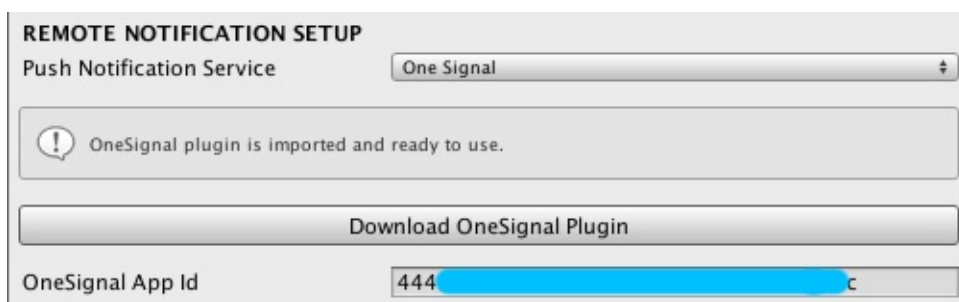 REMOTE NOTIFICATION SETUP
Push Notification Service One Signal
OneSignal plugin is imported and ready to use.
Download OneSignal Plugin
OneSignal App Id 444 c